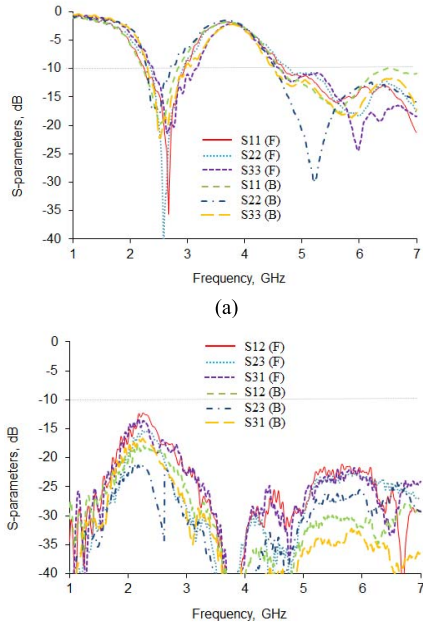 0
-5
-10
-15
-20
-25
-30
-35
-40
S-parameters, dB
S11 (F)
S22 (F)
S33 (F)
S11 (B)
S22 (B)
S33 (B)
1 2 3 4 5 6 7
Frequency, GHz
(a)
0
-5
-10
-15
-20
-25
-30
-35
-40
S-parameters, dB
S12 (F)
S23 (F)
S31 (F)
S12 (B)
S23 (B)
S31 (B)
1 2 3 4 5 6 7
Frequency, GHz